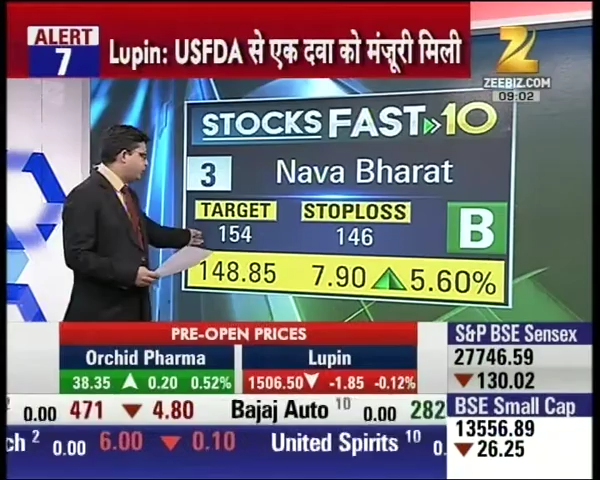 ALERT
7
Lupin: USFDA से एक दवा को मंजूरी मिली
Z
ZEEBIZ.COM
09:02
STOCKS FAST 10
3 Nava Bharat
TARGET STOPLOSS
154 146
B
148.85 7.90 5.60%
PRE-OPEN PRICES
Orchid Pharma
38.35 0.20 0.52%
Lupin
1506.50 -1.85 -0.12%
S&P BSE Sensex
27746.59
130.02
BSE Small Cap
13556.89
26.25
2 0.00 471 4.80 Bajaj Auto 10 0.00 282
ch 2 0.00 6.00 0.10 United Spirits 10 0.